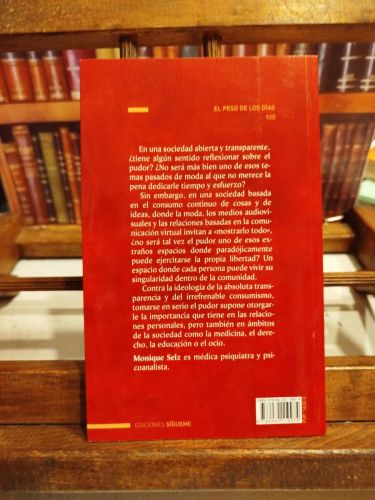 EL PESO DE LOS DÍAS
105
En una sociedad abierta y transparente,
¿tiene algún sentido reflexionar sobre el
pudor? ¿No será más bien uno de esos te-
mas pasados de moda al que no merece la
pena dedicarle tiempo y esfuerzo?
Sin embargo, en una sociedad basada
en el consumo continuo de cosas y de
ideas, donde la moda, los medios audiovi-
suales y las relaciones basadas en la comu-
nicación virtual invitan a «mostrarlo todo»,
¿no será tal vez el pudor uno de esos ex-
traños espacios donde paradójicamente
puede ejercitarse la propia libertad? Un
espacio donde cada persona puede vivir su
singularidad dentro de la comunidad.
Contra la ideología de la absoluta trans-
parencia y del irrefrenable consumismo,
tomarse en serio el pudor supone otorgar-
le la importancia que tiene en las relacio-
nes personales, pero también en ámbitos
de la sociedad como la medicina, el dere-
cho, la educación o el ocio.
Monique Selz es médica psiquiatra y psi-
coanalista.
EDICIONES SÍGUEME